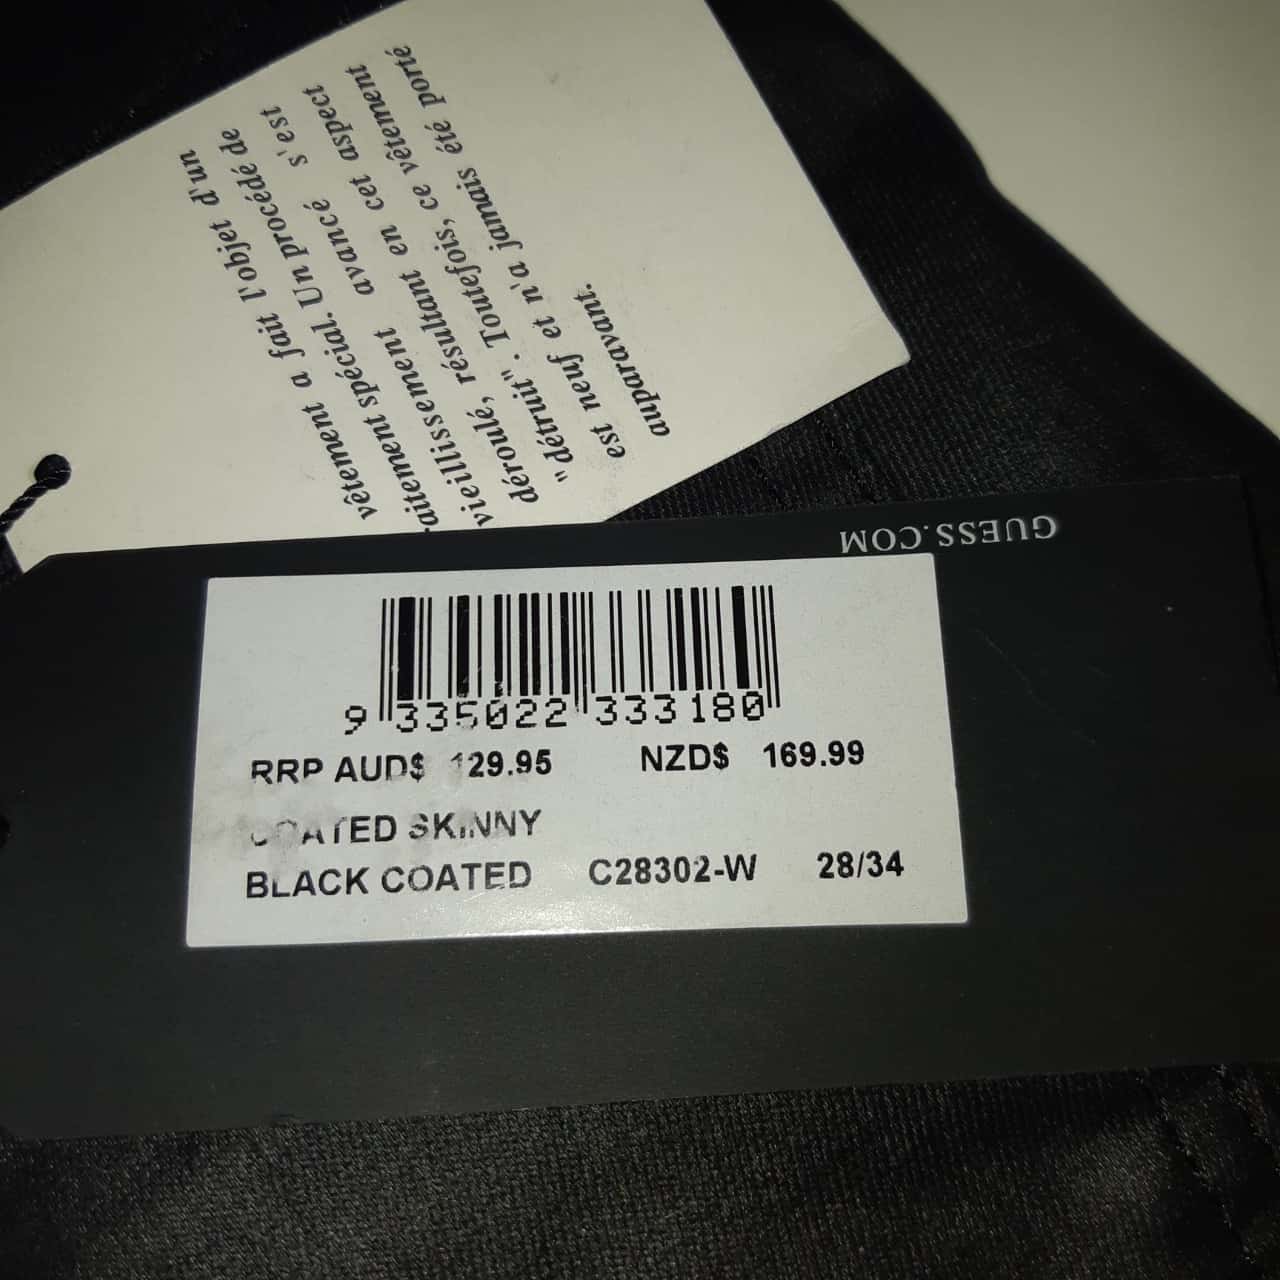 vêtement a fait l'objet d'un
raitement spécial. Un procédé de
vieillissement avancé s'est
déroulé, résultant en cet aspect
"détruit". Toutefois, ce vêtement
est neuf et n'a jamais été porté
auparavant.
GUESS.COM
9 335022 333180
RRP AUD$ 129.95 NZD$ 169.99
COATED SKINNY
BLACK COATED C28302-W 28/34